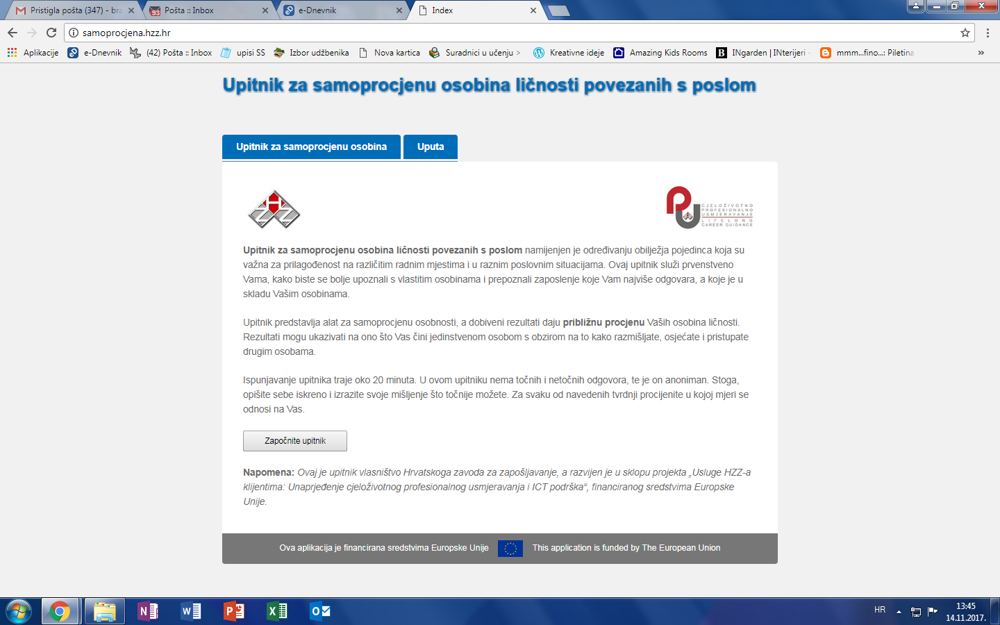 Pristigla pošta (347) - bra
Pošta :: Inbox
e-Dnevnik
Index
samoprocjena.hzz.hr
Aplikacije
e-Dnevnik
(42) Pošta :: Inbox
upisi SS
Izbor udžbenika
Nova kartica
Suradnici u učenju >
Kreativne ideje
Amazing Kids Rooms
INgarden | INterijeri -
mmm...fino...: Piletina
»
Upitnik za samoprocjenu osobina ličnosti povezanih s poslom
Upitnik za samoprocjenu osobina
Uputa
HZZ
CJELOŽIVOTNO
PROFESIONALNO
USMJERAVANJE
LIFELONG
CAREER GUIDANCE
Upitnik za samoprocjenu osobina ličnosti povezanih s poslom namijenjen je određivanju obilježja pojedinca koja su
važna za prilagođenost na različitim radnim mjestima i u raznim poslovnim situacijama. Ovaj upitnik služi prvenstveno
Vama, kako biste se bolje upoznali s vlastitim osobinama i prepoznali zaposlenje koje Vam najviše odgovara, a koje je u
skladu Vašim osobinama.
Upitnik predstavlja alat za samoprocjenu osobnosti, a dobiveni rezultati daju približnu procjenu Vaših osobina ličnosti.
Rezultati mogu ukazivati na ono što Vas čini jedinstvenom osobom s obzirom na to kako razmišljate, osjećate i pristupate
drugim osobama.
Ispunjavanje upitnika traje oko 20 minuta. U ovom upitniku nema točnih i netočnih odgovora, te je on anoniman. Stoga,
opišite sebe iskreno i izrazite svoje mišljenje što točnije možete. Za svaku od navedenih tvrdnji procijenite u kojoj mjeri se
odnosi na Vas.
Započnite upitnik
Napomena: Ovaj je upitnik vlasništvo Hrvatskoga zavoda za zapošljavanje, a razvijen je u sklopu projekta „Usluge HZZ-a
klijentima: Unaprjeđenje cjeloživotnog profesionalnog usmjeravanja i ICT podrška“, financiranog sredstvima Europske
Unije.
Ova aplikacija je financirana sredstvima Europske Unije
This application is funded by The European Union
HR
13:45
14.11.2017.